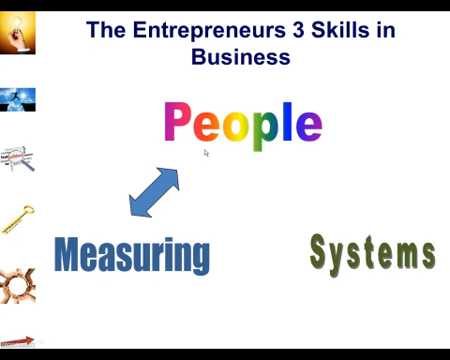 The Entrepreneurs 3 Skills in
Business
People
Measuring
Systems